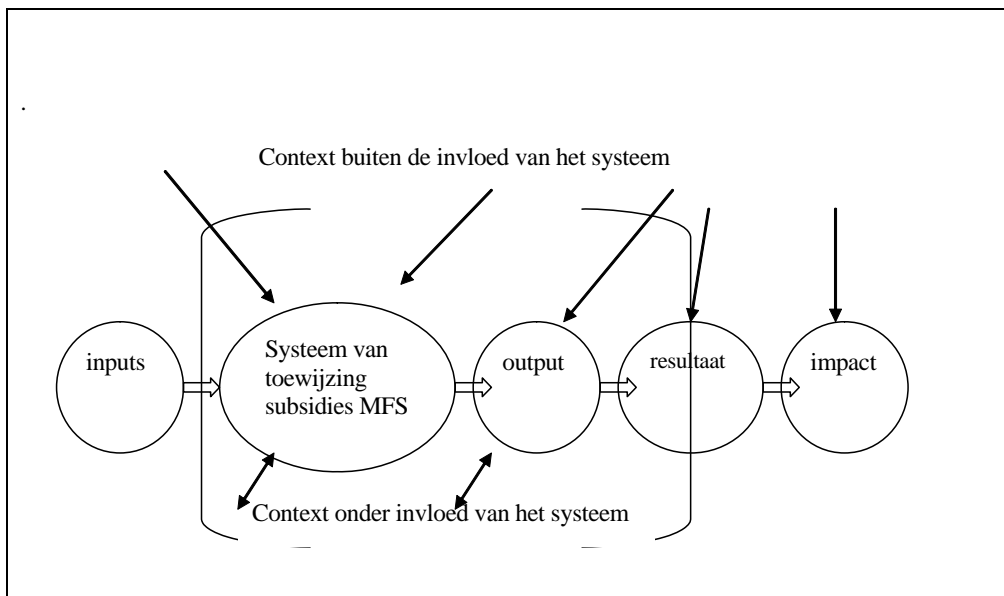 .
Context buiten de invloed van het systeem
inputs
Systeem van
toewijzing
subsidies MFS
output
resultaat
impact
Context onder invloed van het systeem